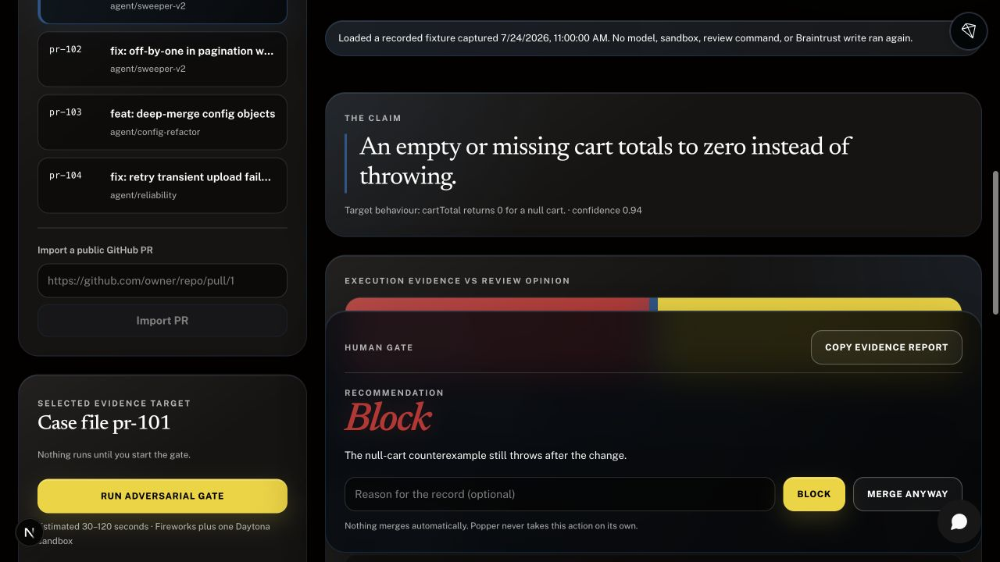 agent/sweeper-v2
pr-102
fix: off-by-one in pagination w...
agent/sweeper-v2
pr-103
feat: deep-merge config objects
agent/config-refactor
pr-104
fix: retry transient upload fail...
agent/reliability
Import a public GitHub PR
https://github.com/owner/repo/pull/1
Import PR
SELECTED EVIDENCE TARGET
Case file pr-101
Nothing runs until you start the gate.
RUN ADVERSARIAL GATE
Estimated 30–120 seconds · Fireworks plus one Daytona
sandbox
N
Loaded a recorded fixture captured 7/24/2026, 11:00:00 AM. No model, sandbox, review command, or Braintrust write ran again.
THE CLAIM
An empty or missing cart totals to zero instead of
throwing.
Target behaviour: cartTotal returns 0 for a null cart. · confidence 0.94
EXECUTION EVIDENCE VS REVIEW OPINION
HUMAN GATE
COPY EVIDENCE REPORT
RECOMMENDATION
Block
The null-cart counterexample still throws after the change.
Reason for the record (optional)
BLOCK
MERGE ANYWAY
Nothing merges automatically. Popper never takes this action on its own.